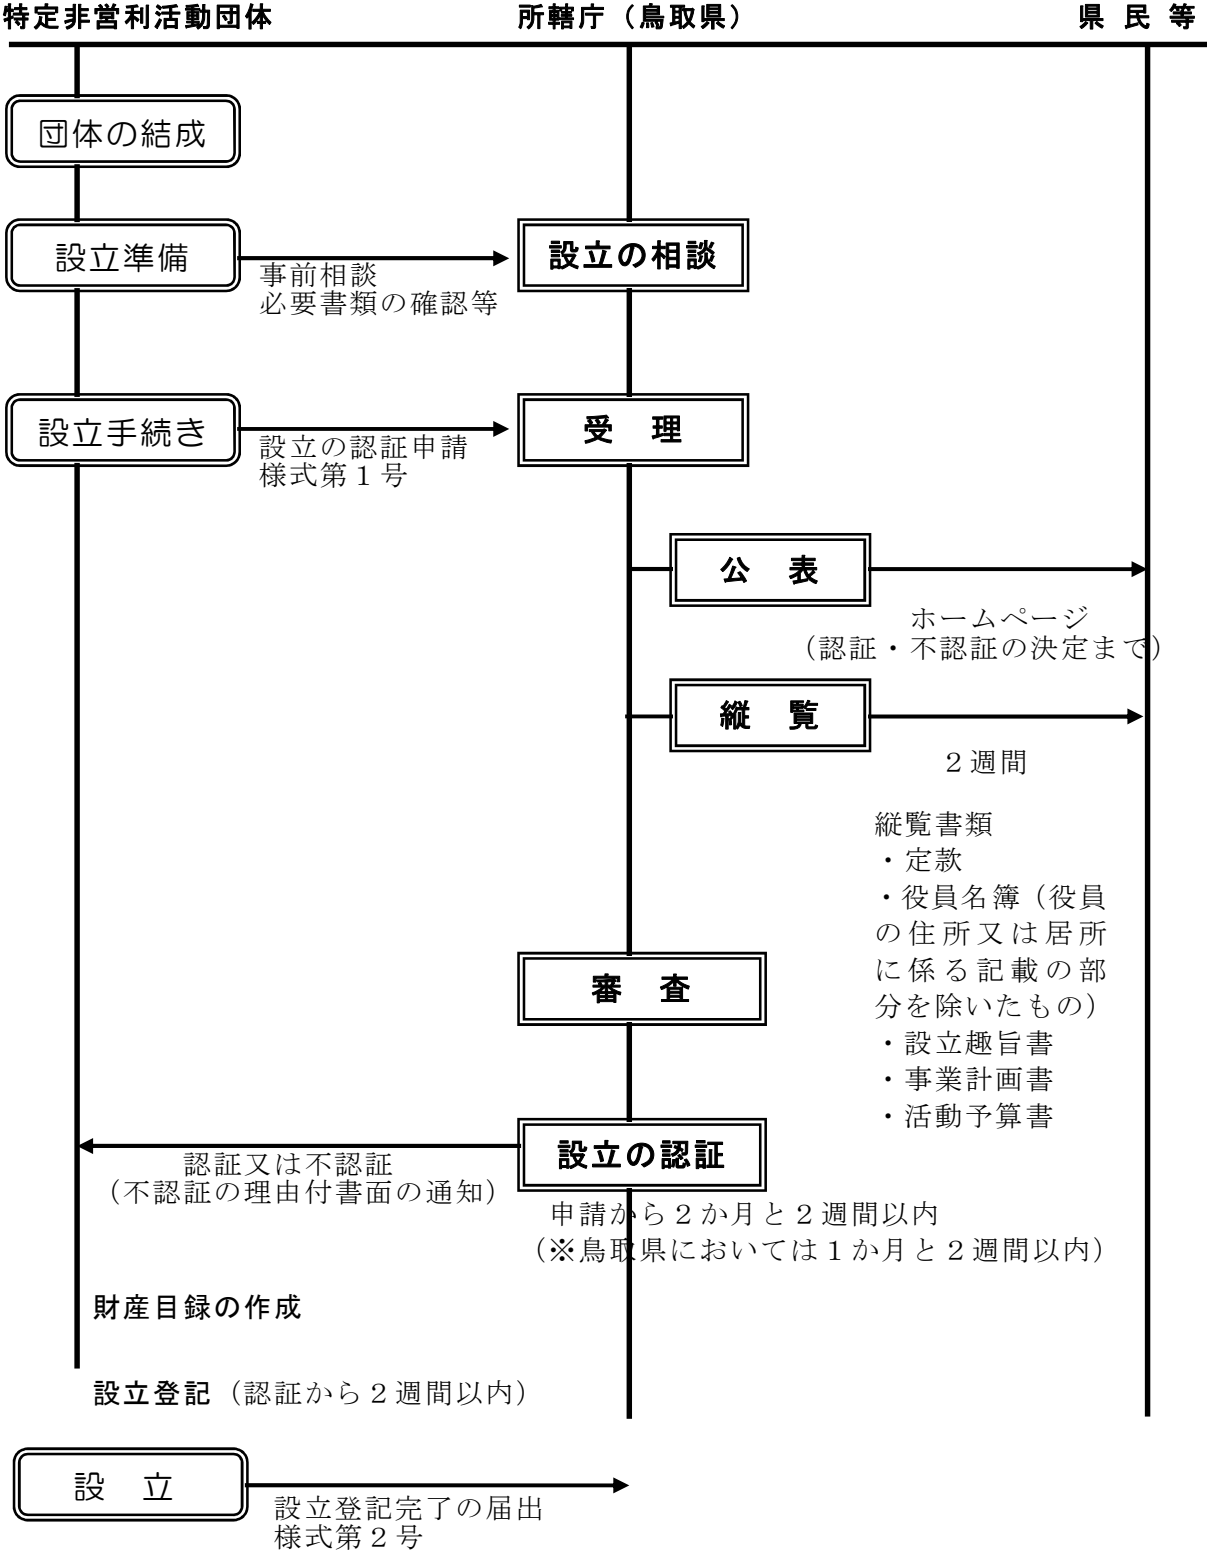 特定非営利活動団体 所轄庁（鳥取県） 県 民 等
団体の結成
設立準備
事前相談
必要書類の確認等
設立の相談
設立手続き
設立の認証申請
様式第１号
受　理
公　表
ホームページ
（認証・不認証の決定まで）
縦　覧
２週間
縦覧書類
・定款
・役員名簿（役員
の住所又は居所
に係る記載の部
分を除いたもの）
・設立趣旨書
・事業計画書
・活動予算書
審　査
設立の認証
認証又は不認証
（不認証の理由付書面の通知）
申請から２か月と２週間以内
（※鳥取県においては１か月と２週間以内）
財産目録の作成
設立登記（認証から２週間以内）
設　立
設立登記完了の届出
様式第２号